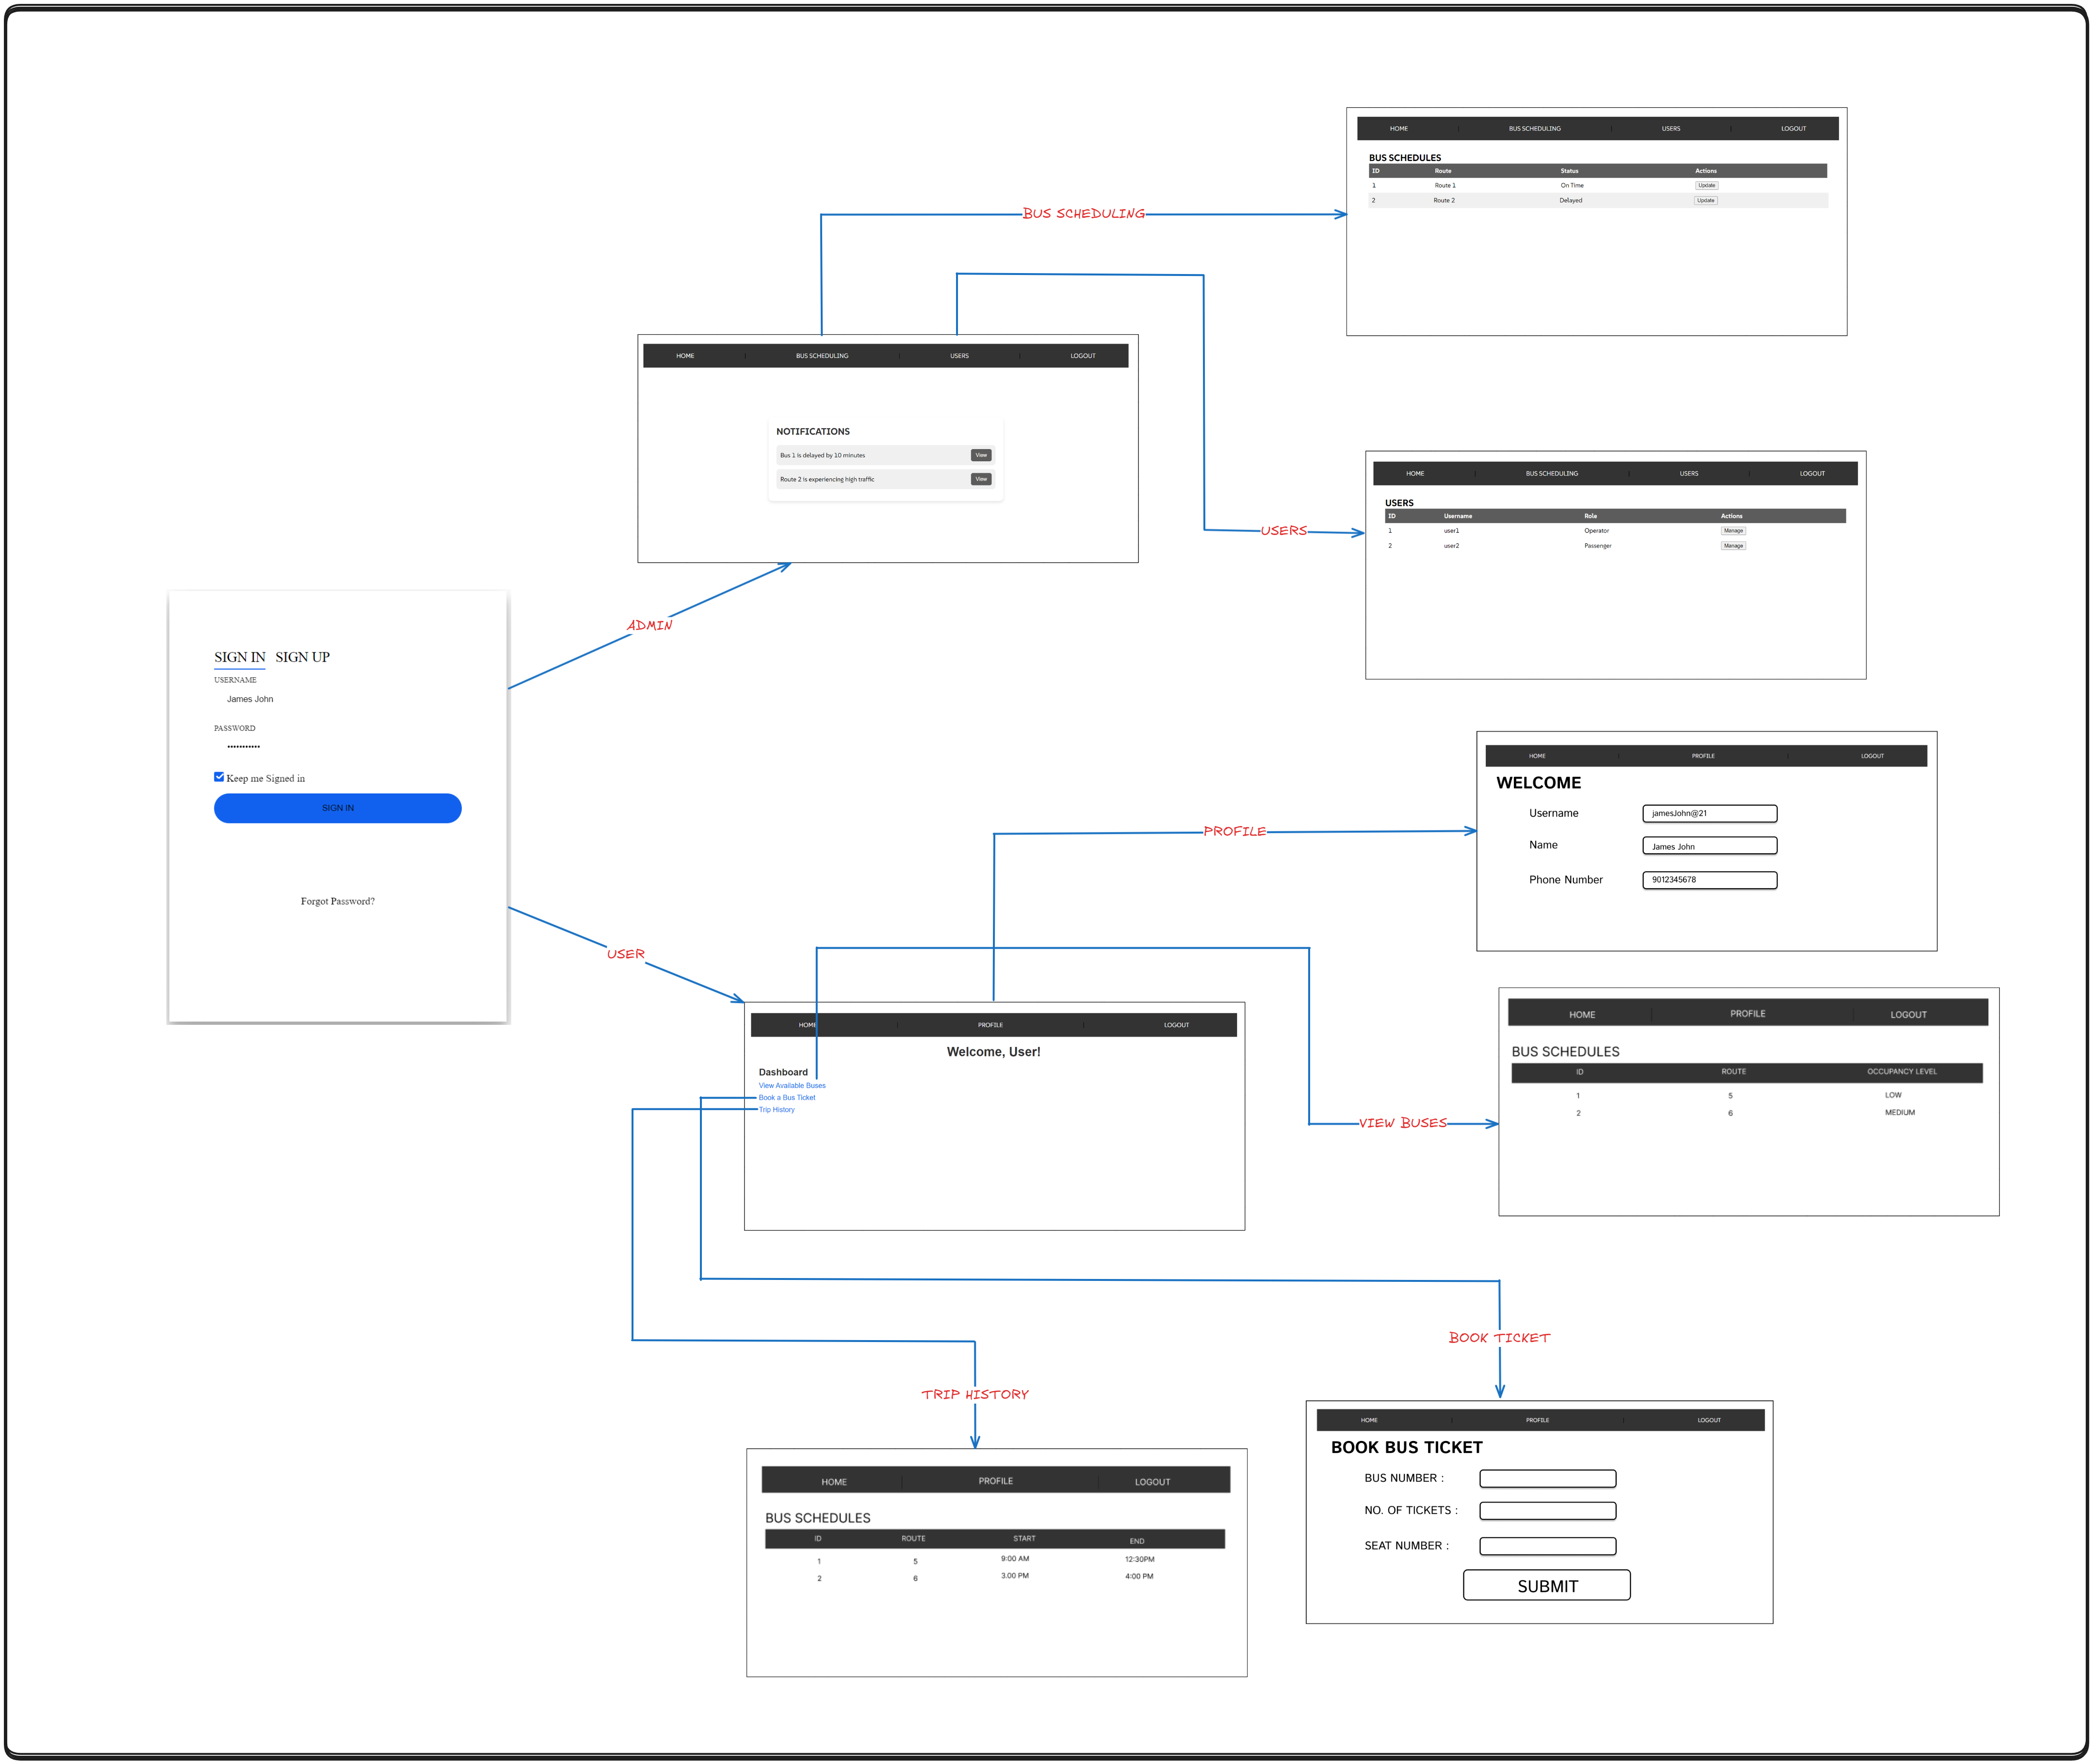 HOME | BUS SCHEDULING | USERS | LOGOUT
BUS SCHEDULES
ID Route Status Actions
1 Route 1 On Time Update
2 Route 2 Delayed Update
BUS SCHEDULING
HOME | BUS SCHEDULING | USERS | LOGOUT
NOTIFICATIONS
Bus 1 is delayed by 10 minutes View
Route 2 is experiencing high traffic View
HOME | BUS SCHEDULING | USERS | LOGOUT
USERS
ID Username Role Actions
1 user1 Operator Manage
2 user2 Passenger Manage
USERS
ADMIN
SIGN IN SIGN UP
USERNAME
James John
PASSWORD
•••••••••••
Keep me Signed in
SIGN IN
Forgot Password?
USER
HOME | PROFILE | LOGOUT
WELCOME
Username jamesJohn@21
Name James John
Phone Number 9012345678
PROFILE
HOME | PROFILE | LOGOUT
Welcome, User!
Dashboard
View Available Buses
Book a Bus Ticket
Trip History
HOME PROFILE LOGOUT
BUS SCHEDULES
ID ROUTE OCCUPANCY LEVEL
1 5 LOW
2 6 MEDIUM
VIEW BUSES
BOOK TICKET
TRIP HISTORY
HOME PROFILE LOGOUT
BUS SCHEDULES
ID ROUTE START END
1 5 9:00 AM 12:30PM
2 6 3.00 PM 4:00 PM
HOME | PROFILE | LOGOUT
BOOK BUS TICKET
BUS NUMBER :
NO. OF TICKETS :
SEAT NUMBER :
SUBMIT